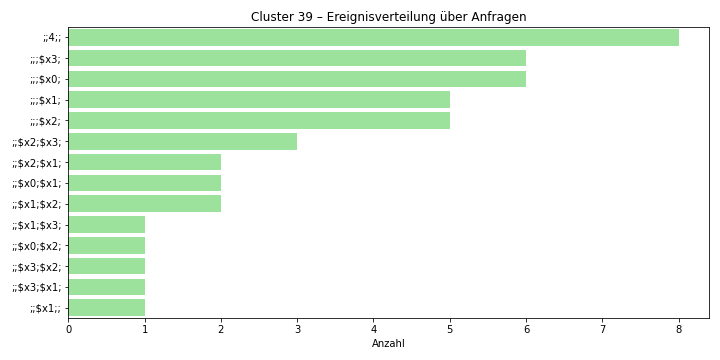 Cluster 39 – Ereignisverteilung über Anfragen
;;4;;
;;;$x3;
;;;$x0;
;;;$x1;
;;;$x2;
;;$x2;$x3;
;;$x2;$x1;
;;$x0;$x1;
;;$x1;$x2;
;;$x1;$x3;
;;$x0;$x2;
;;$x3;$x2;
;;$x3;$x1;
;;$x1;;
0 1 2 3 4 5 6 7 8
Anzahl